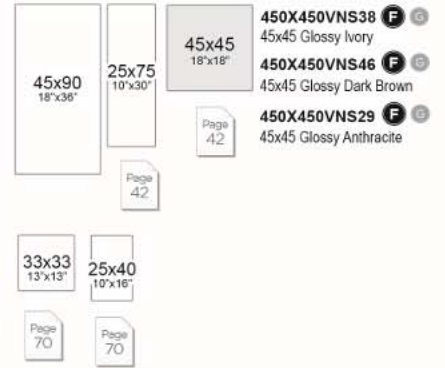 45x90
18"x36"
25x75
10"x30"
45x45
18"x18"
450X450VNS38 F G
45x45 Glossy Ivory
450X450VNS46 F G
45x45 Glossy Dark Brown
450X450VNS29 F G
45x45 Glossy Anthracite
Page
42
Page
42
33x33
13"x13"
25x40
10"x16"
Page
70
Page
70